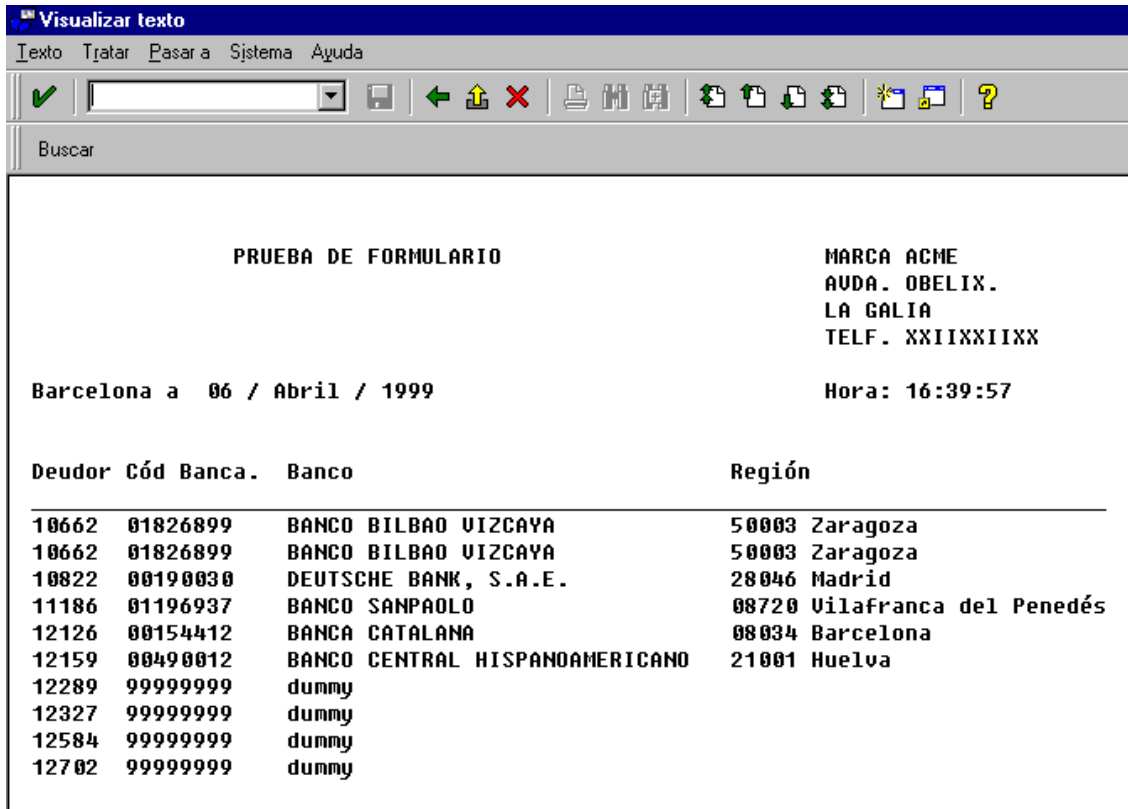 Visualizar texto
Texto Tratar Pasar a Sistema Ayuda
Buscar
PRUEBA DE FORMULARIO MARCA ACME
AVDA. OBELIX.
LA GALIA
TELF. XXIIXXIIXX
Barcelona a 06 / Abril / 1999 Hora: 16:39:57
Deudor Cód Banca. Banco Región
10662 01826899 BANCO BILBAO VIZCAYA 50003 Zaragoza
10662 01826899 BANCO BILBAO VIZCAYA 50003 Zaragoza
10822 00190030 DEUTSCHE BANK, S.A.E. 28046 Madrid
11186 01196937 BANCO SANPAOLO 08720 Vilafranca del Penedés
12126 00154412 BANCA CATALANA 08034 Barcelona
12159 00490012 BANCO CENTRAL HISPANOAMERICANO 21001 Huelva
12289 99999999 dummy
12327 99999999 dummy
12584 99999999 dummy
12702 99999999 dummy